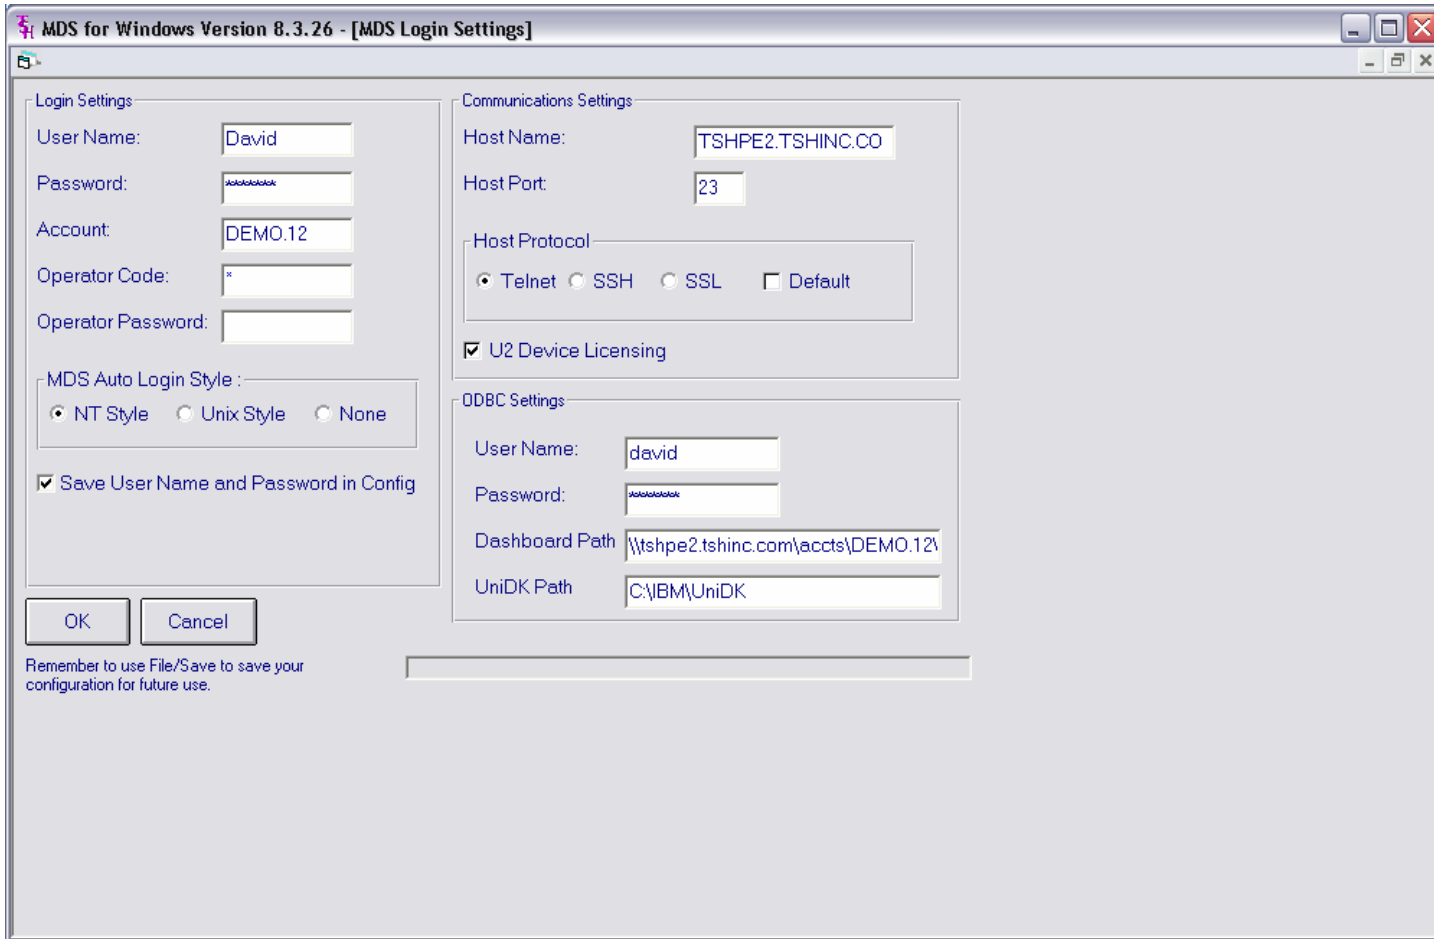 MDS for Windows Version 8.3.26 - [MDS Login Settings]
Login Settings
User Name: David
Password: *******
Account: DEMO.12
Operator Code: *
Operator Password:
MDS Auto Login Style :
NT Style Unix Style None
Save User Name and Password in Config
OK Cancel
Remember to use File/Save to save your
configuration for future use.
Communications Settings
Host Name: TSHPE2.TSHINC.CO
Host Port: 23
Host Protocol
Telnet SSH SSL Default
U2 Device Licensing
ODBC Settings
User Name: david
Password: ********
Dashboard Path \\tshpe2.tshinc.com\accts\DEMO.12\
UniDK Path C:\IBM\UniDK